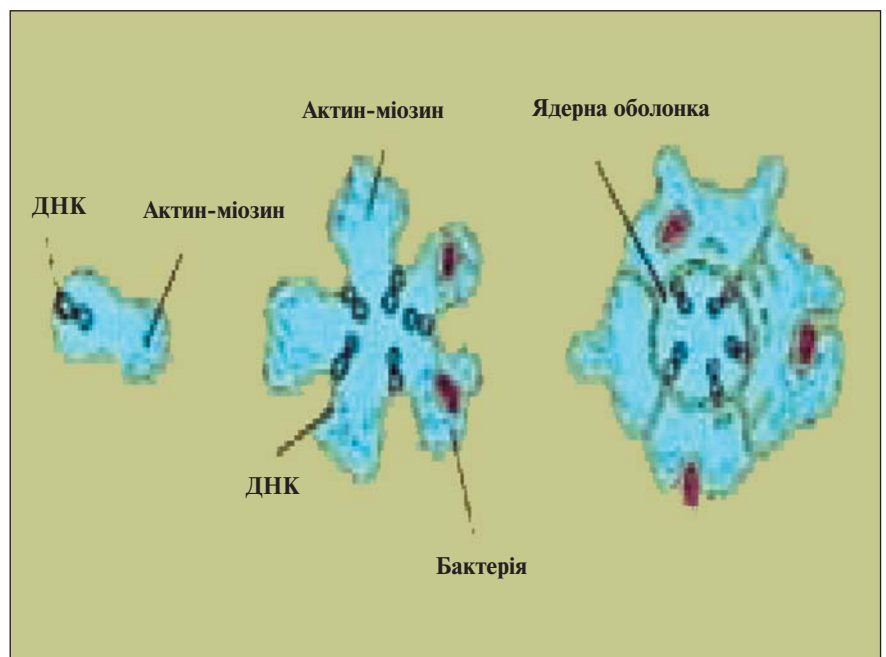 Актин-міозин
Ядерна оболонка
ДНК
Актин-міозин
ДНК
Бактерія